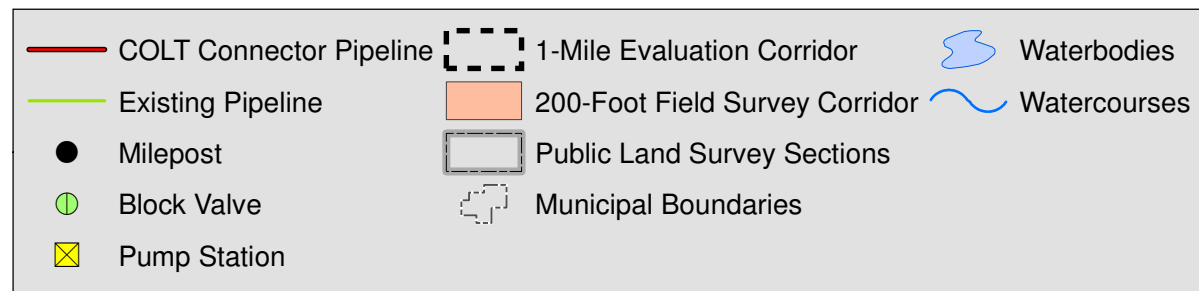 COLT Connector Pipeline
Existing Pipeline
Milepost
Block Valve
Pump Station
1-Mile Evaluation Corridor
200-Foot Field Survey Corridor
Public Land Survey Sections
Municipal Boundaries
Waterbodies
Watercourses